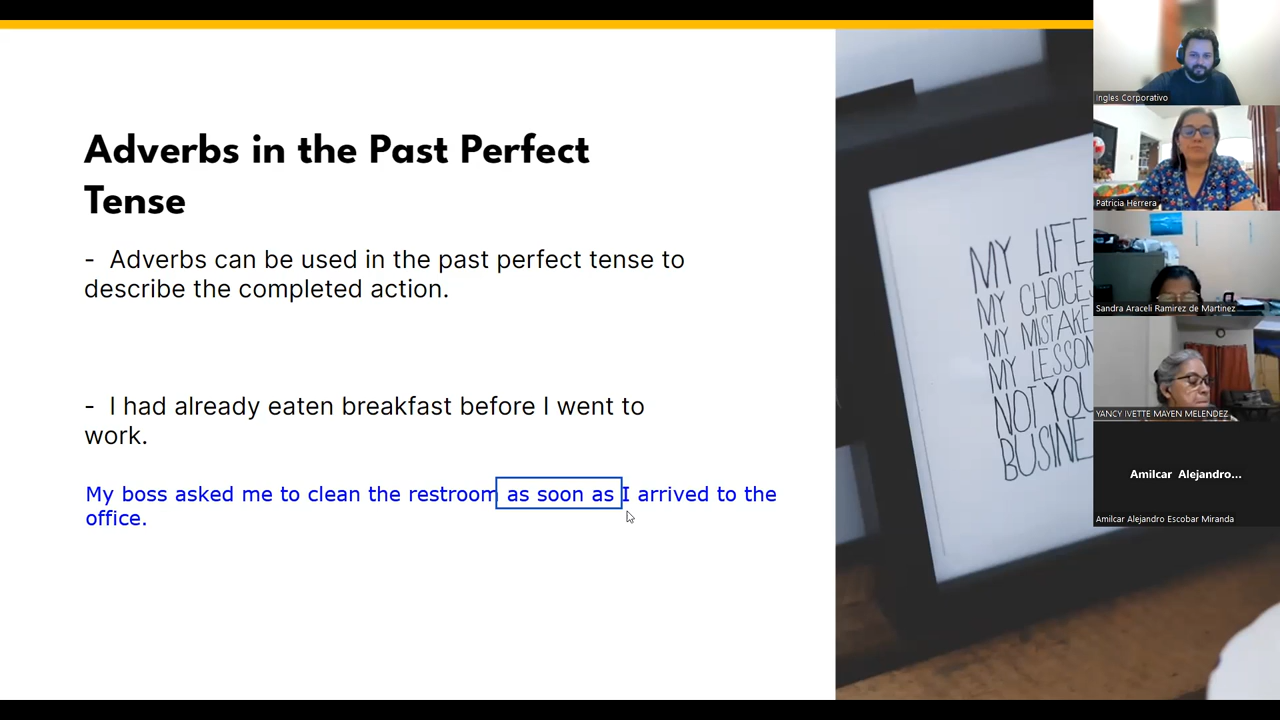 Adverbs in the Past Perfect
Tense
- Adverbs can be used in the past perfect tense to
describe the completed action.
- I had already eaten breakfast before I went to
work.
My boss asked me to clean the restroom as soon as I arrived to the
office.
MY LIFE
MY CHOICES
MY MISTAKE
MY LESSON
NOT YOU
BUSINE
Ingles Corporativo
Patricia Herrera
Sandra Araceli Ramirez de Martinez
YANCY IVETTE MAYEN MELENDEZ
Amilcar Alejandro...
Amilcar Alejandro Escobar Miranda